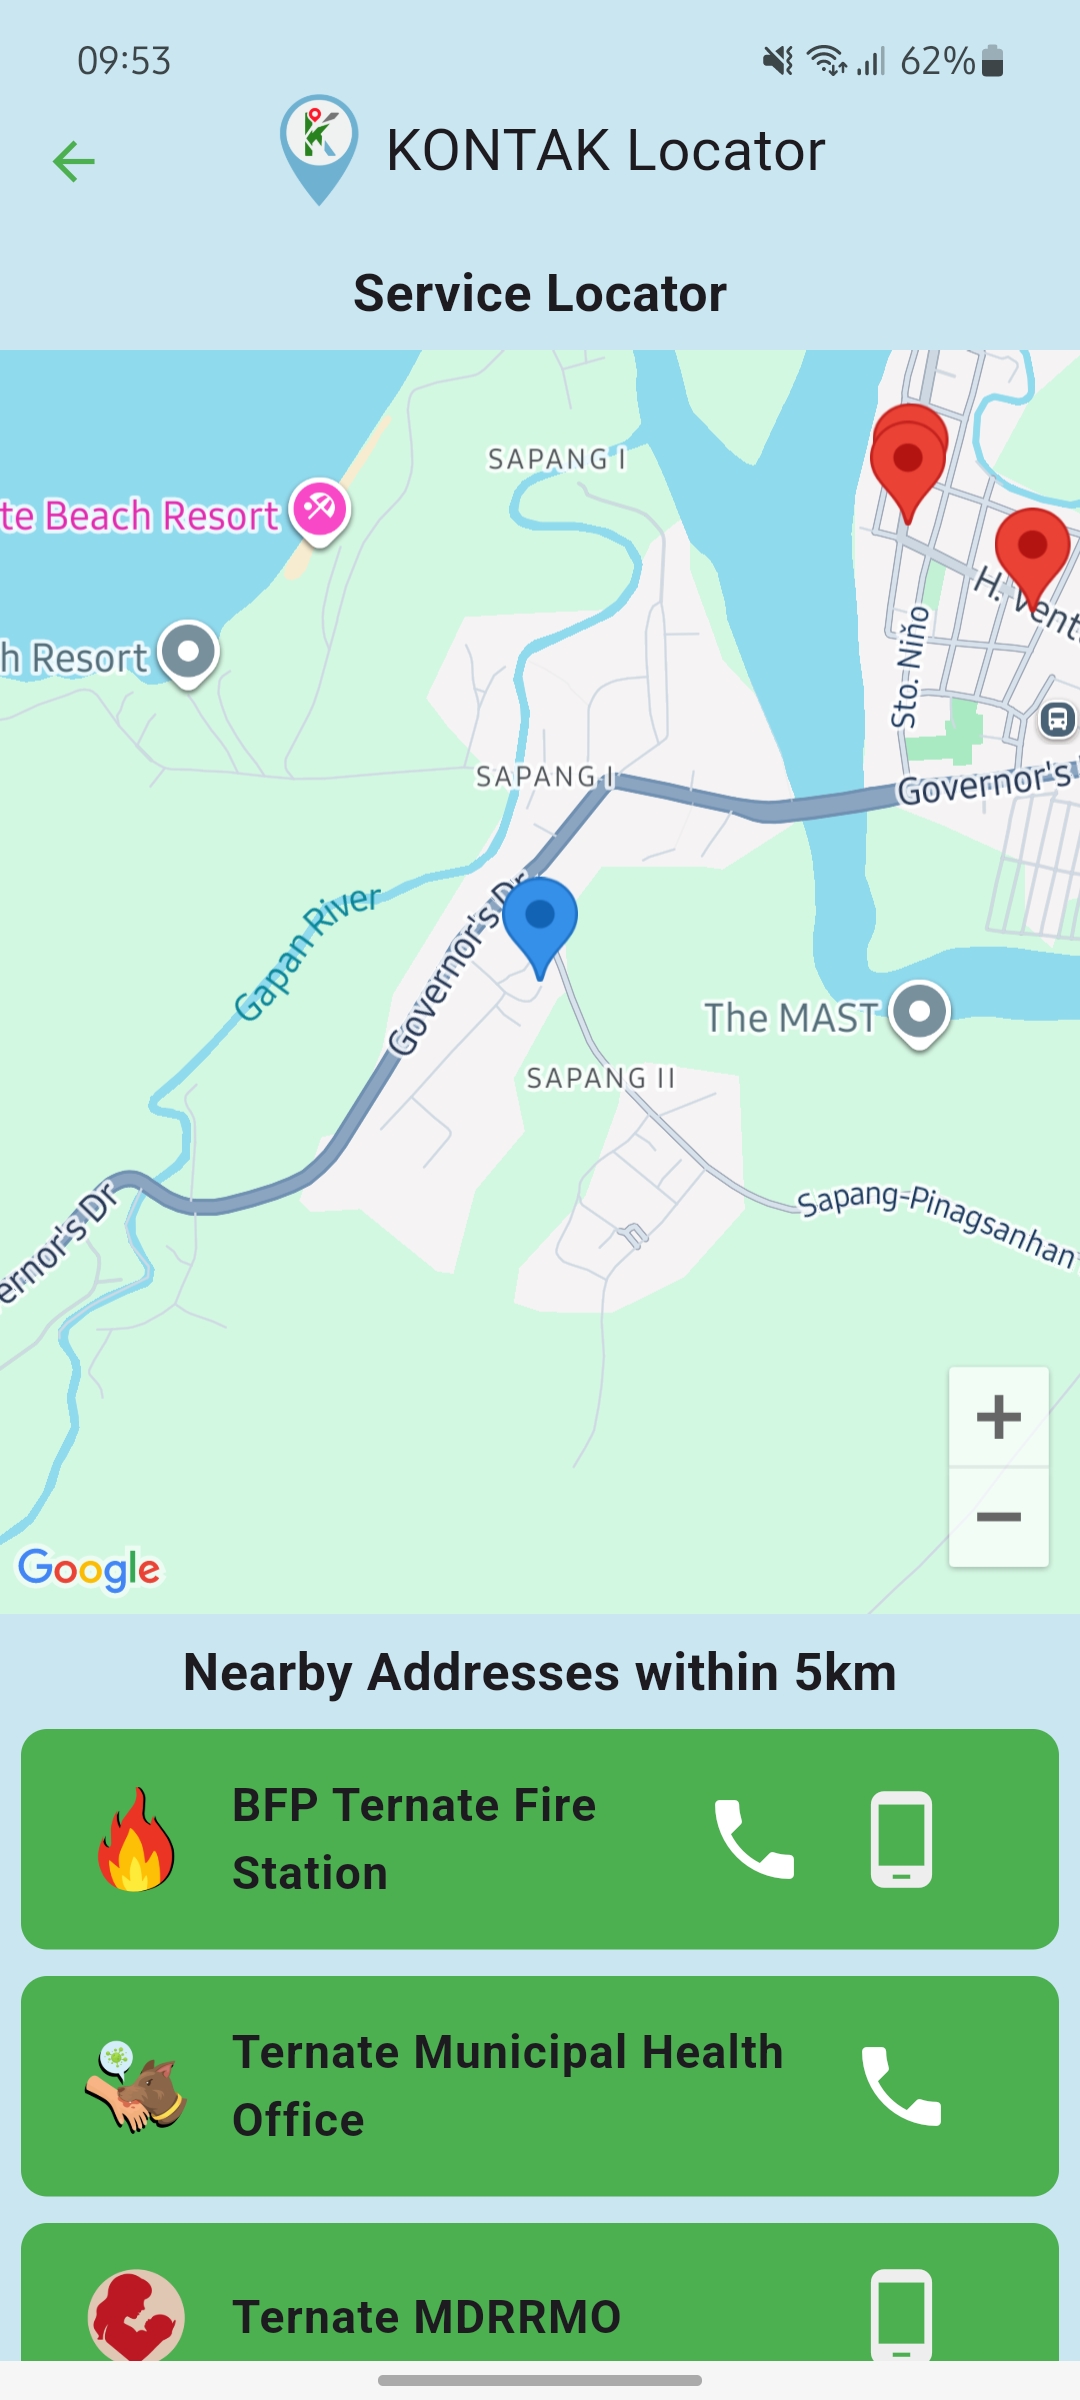 09:53
62%
KONTAK Locator
Service Locator
SAPANG I
te Beach Resort
H. Vent
h Resort
Sto. Niño
SAPANG I
Governor's
Gapan River
Governor's Dr
The MAST
SAPANG II
Sapang-Pinagsanhan
ernor's Dr
+
−
Google
Nearby Addresses within 5km
BFP Ternate Fire
Station
Ternate Municipal Health
Office
Ternate MDRRMO